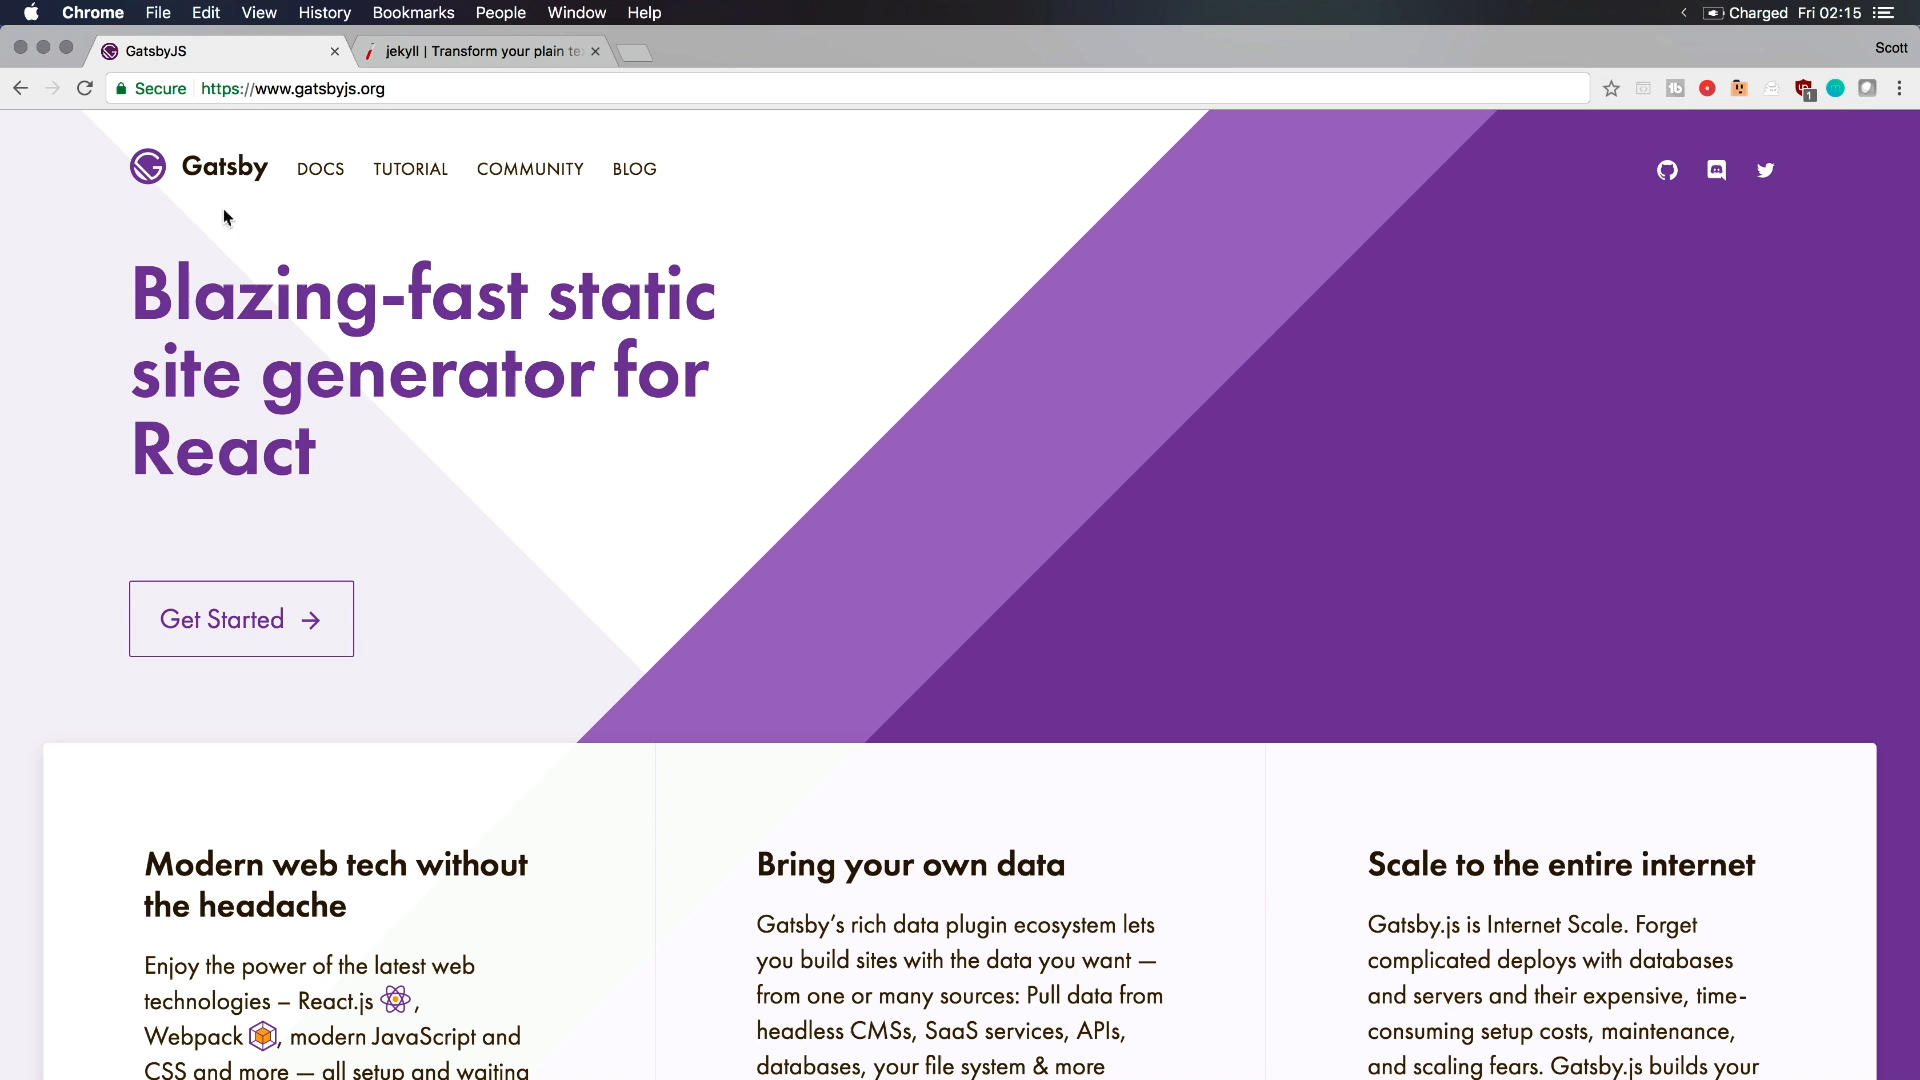 Chrome File Edit View History Bookmarks People Window Help
Charged Fri 02:15
GatsbyJS
jekyll | Transform your plain te
Scott
Secure https://www.gatsbyjs.org
1
Gatsby DOCS TUTORIAL COMMUNITY BLOG
Blazing-fast static
site generator for
React
Get Started →
Modern web tech without
the headache
Enjoy the power of the latest web
technologies – React.js ,
Webpack , modern JavaScript and
CSS and more — all setup and waiting
Bring your own data
Gatsby’s rich data plugin ecosystem lets
you build sites with the data you want —
from one or many sources: Pull data from
headless CMSs, SaaS services, APIs,
databases, your file system & more
Scale to the entire internet
Gatsby.js is Internet Scale. Forget
complicated deploys with databases
and servers and their expensive, time-
consuming setup costs, maintenance,
and scaling fears. Gatsby.js builds your